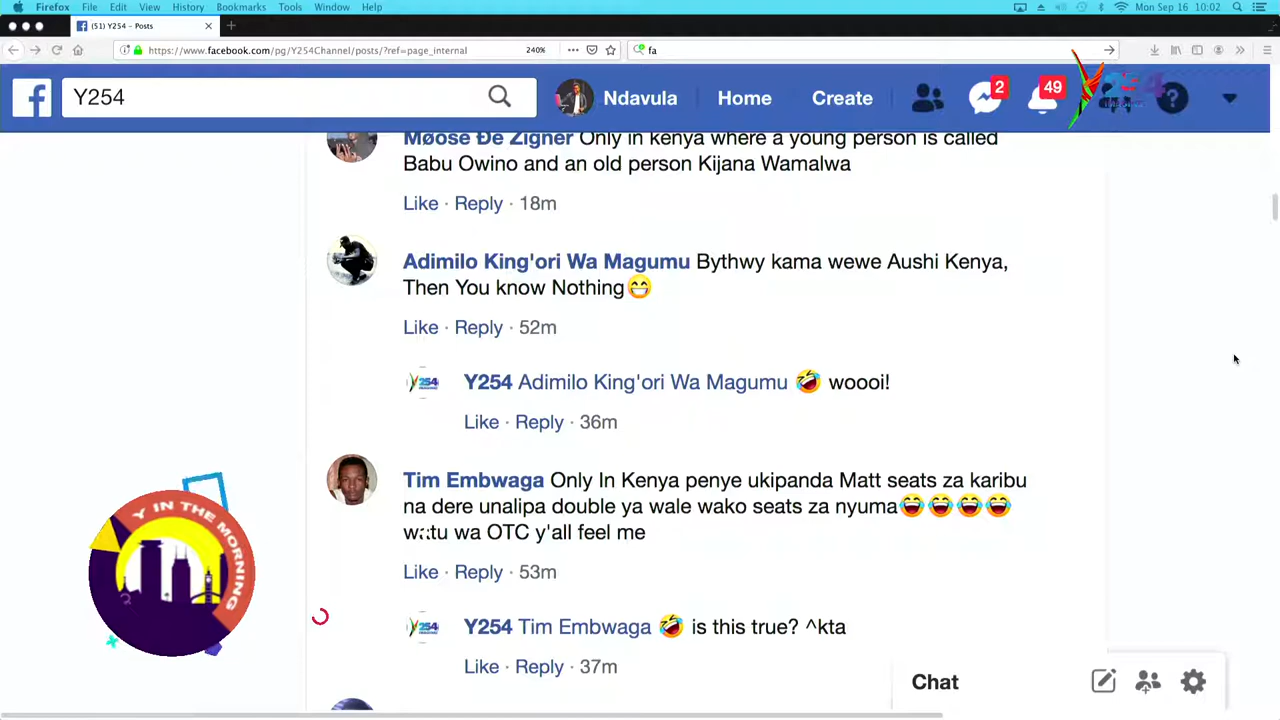 Firefox File Edit View History Bookmarks Tools Window Help Mon Sep 16 10:02
(51) Y254 - Posts
https://www.facebook.com/pg/Y254Channel/posts/?ref=page_internal 240% fa
Y254 Ndavula Home Create 2 49
Møose Đe Zigner Only in kenya where a young person is called
Babu Owino and an old person Kijana Wamalwa
Like · Reply · 18m
Adimilo King'ori Wa Magumu Bythwy kama wewe Aushi Kenya,
Then You know Nothing😁
Like · Reply · 52m
Y254 Adimilo King'ori Wa Magumu 🤣 woooi!
Like · Reply · 36m
Tim Embwaga Only In Kenya penye ukipanda Matt seats za karibu
na dere unalipa double ya wale wako seats za nyuma😂😂😂😂
watu wa OTC y'all feel me
Like · Reply · 53m
Y254 Tim Embwaga 🤣 is this true? ^kta
Like · Reply · 37m
Chat
Y IN THE MORNING